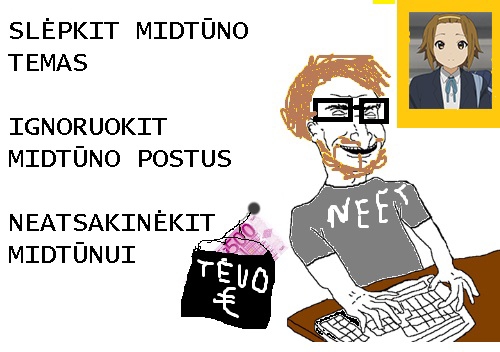 SLĖPKIT MIDTŪNO
TEMAS
IGNORUOKIT
MIDTŪNO POSTUS
NEATSAKINĖKIT
MIDTŪNUI
NEET
TĖVO
€